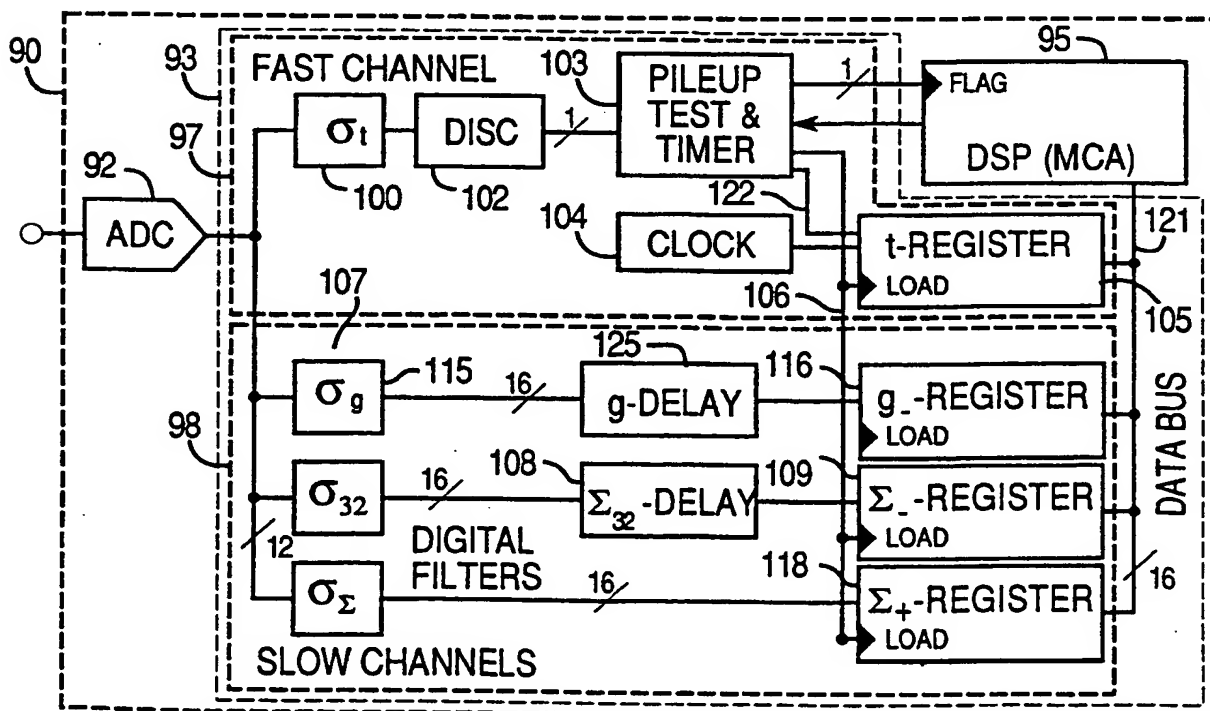 90
93
97
92
ADC
FAST CHANNEL
σt
100
DISC
102
1
103
PILEUP
TEST &
TIMER
1
95
FLAG
DSP (MCA)
122
104
CLOCK
106
t-REGISTER
LOAD
105
121
107
98
σg
115
16
125
g-DELAY
116
g_-REGISTER
LOAD
σ32
16
108
Σ32-DELAY
109
Σ_-REGISTER
LOAD
12
DIGITAL
FILTERS
σΣ
16
118
Σ+-REGISTER
LOAD
SLOW CHANNELS
DATA BUS
16